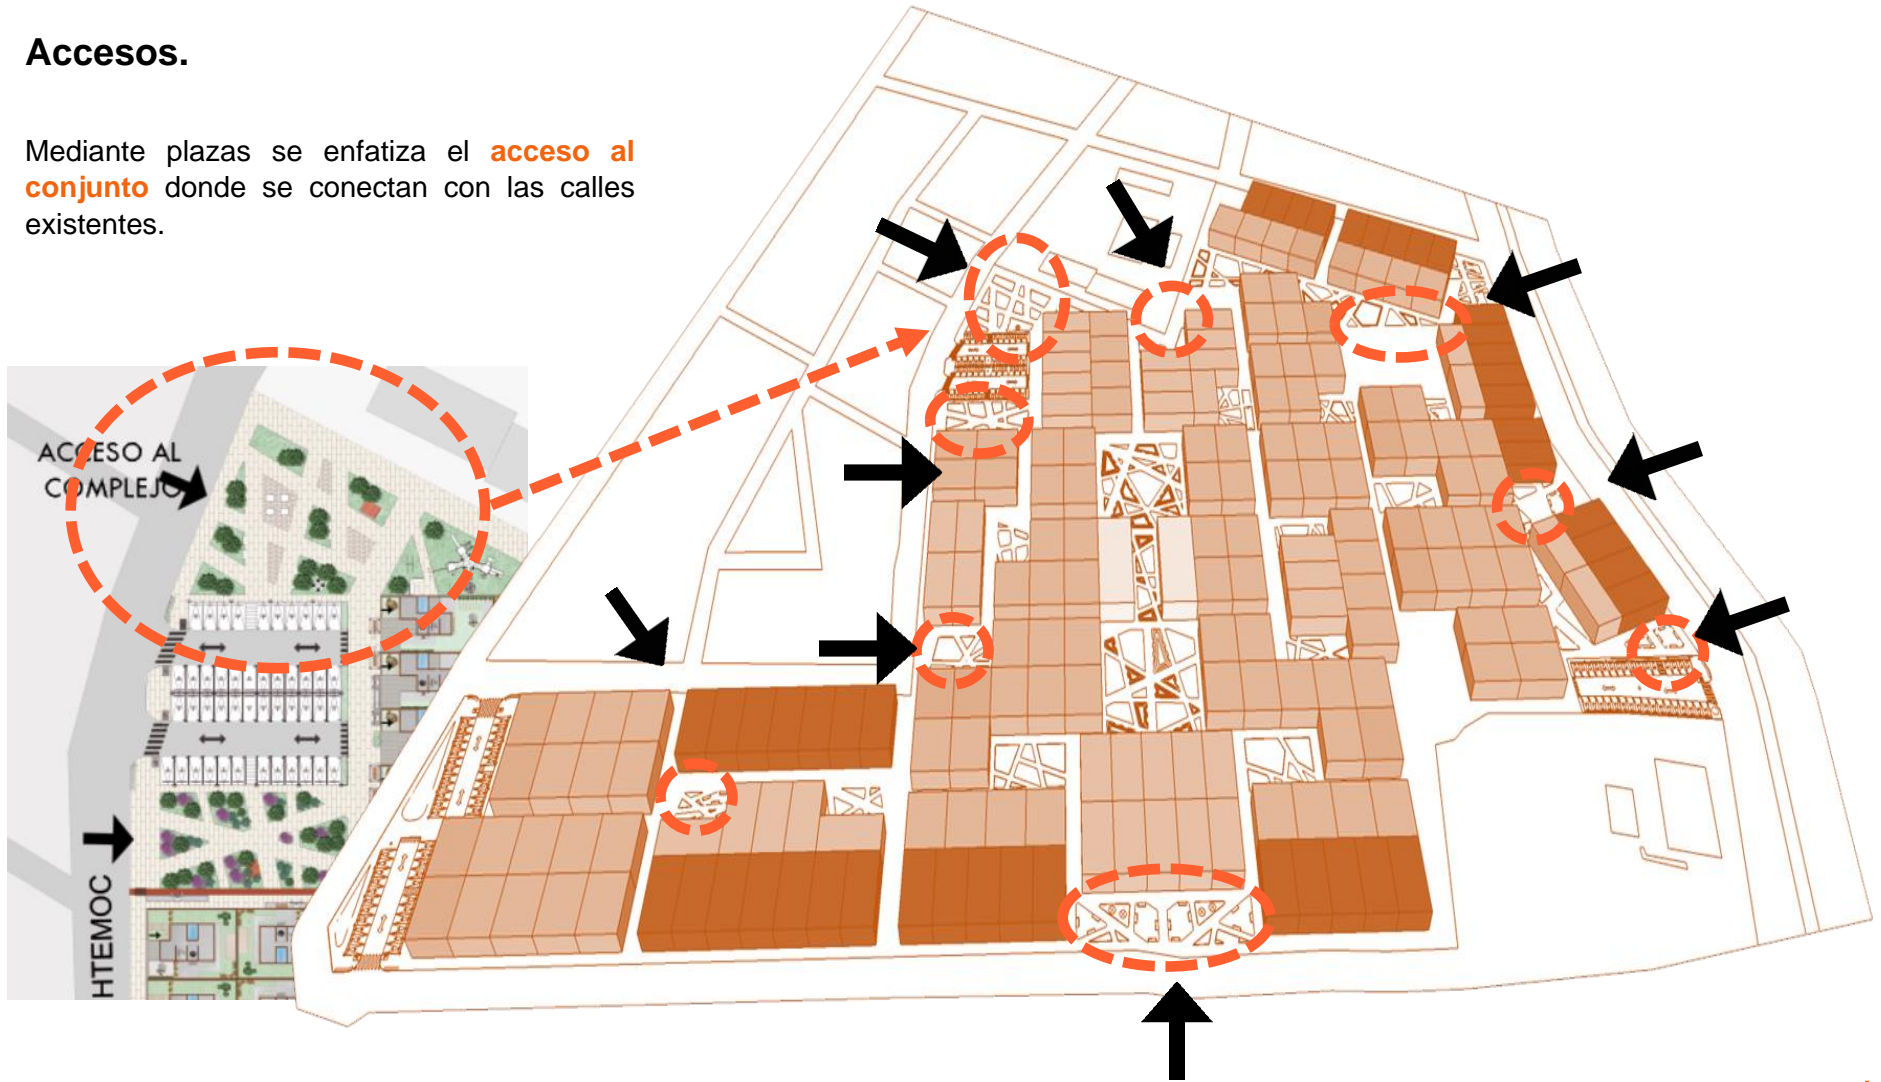 Accesos.
Mediante plazas se enfatiza el acceso al
conjunto donde se conectan con las calles
existentes.
ACCESO AL
COMPLEJO
HTEMOC